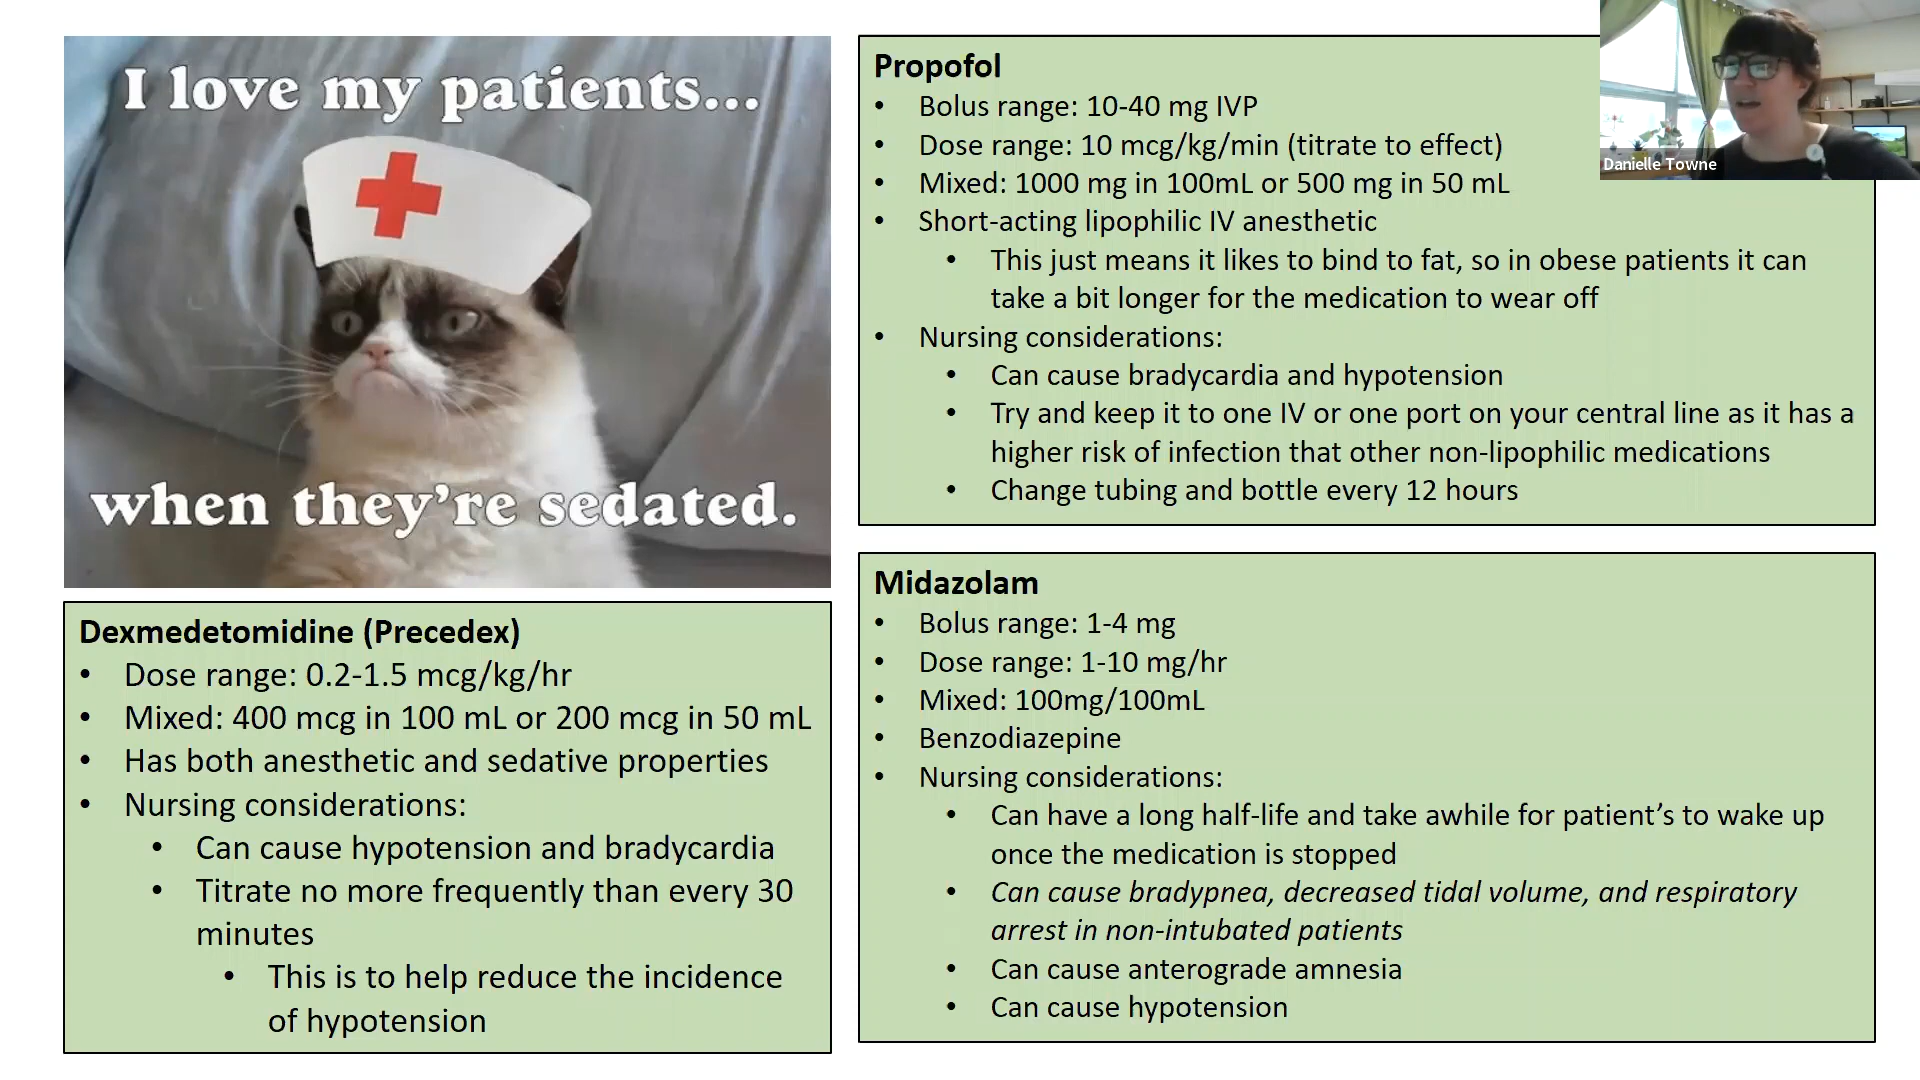 I love my patients...
when they're sedated.
Dexmedetomidine (Precedex)
• Dose range: 0.2-1.5 mcg/kg/hr
• Mixed: 400 mcg in 100 mL or 200 mcg in 50 mL
• Has both anesthetic and sedative properties
• Nursing considerations:
• Can cause hypotension and bradycardia
• Titrate no more frequently than every 30
minutes
• This is to help reduce the incidence
of hypotension
Propofol
• Bolus range: 10-40 mg IVP
• Dose range: 10 mcg/kg/min (titrate to effect)
• Mixed: 1000 mg in 100mL or 500 mg in 50 mL
• Short-acting lipophilic IV anesthetic
• This just means it likes to bind to fat, so in obese patients it can
take a bit longer for the medication to wear off
• Nursing considerations:
• Can cause bradycardia and hypotension
• Try and keep it to one IV or one port on your central line as it has a
higher risk of infection that other non-lipophilic medications
• Change tubing and bottle every 12 hours
Midazolam
• Bolus range: 1-4 mg
• Dose range: 1-10 mg/hr
• Mixed: 100mg/100mL
• Benzodiazepine
• Nursing considerations:
• Can have a long half-life and take awhile for patient's to wake up
once the medication is stopped
• Can cause bradypnea, decreased tidal volume, and respiratory
arrest in non-intubated patients
• Can cause anterograde amnesia
• Can cause hypotension
Danielle Towne